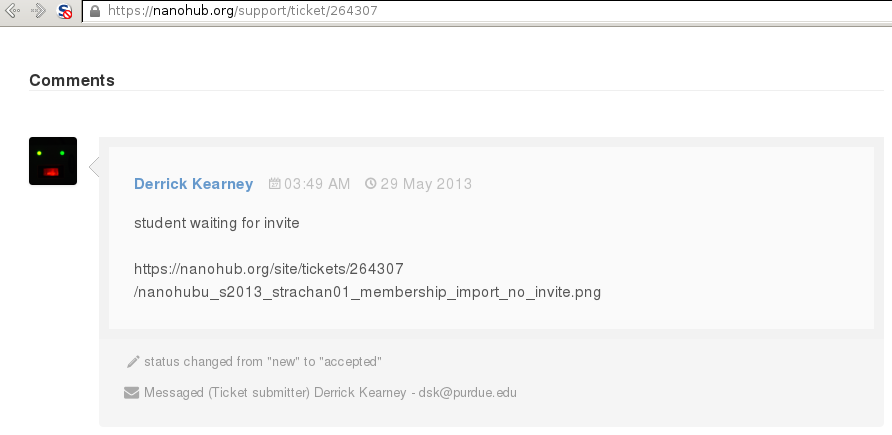 https://nanohub.org/support/ticket/264307
Comments
Derrick Kearney 03:49 AM 29 May 2013
student waiting for invite
https://nanohub.org/site/tickets/264307
/nanohubu_s2013_strachan01_membership_import_no_invite.png
status changed from "new" to "accepted"
Messaged (Ticket submitter) Derrick Kearney - dsk@purdue.edu